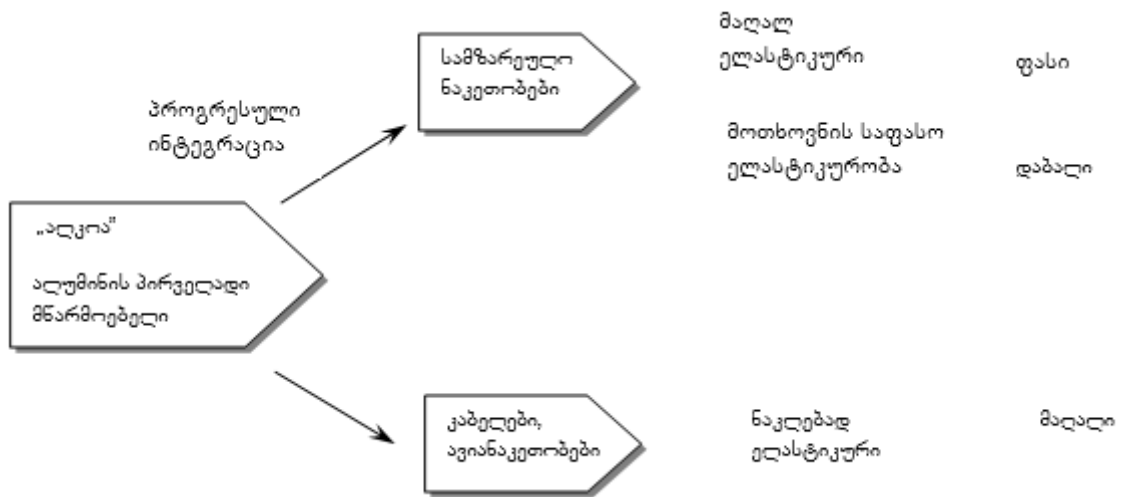 მაღალ
ელასტიკური
ფასი
სამზარეულო
ნაკეთობები
პროგრესული
ინტეგრაცია
მოთხოვნის საფასო
ელასტიკურობა
დაბალი
„ალკოა"
ალუმინის პირველადი
მწარმოებელი
კაბელები,
ავიანაკეთობები
ნაკლებად
ელასტიკური
მაღალი